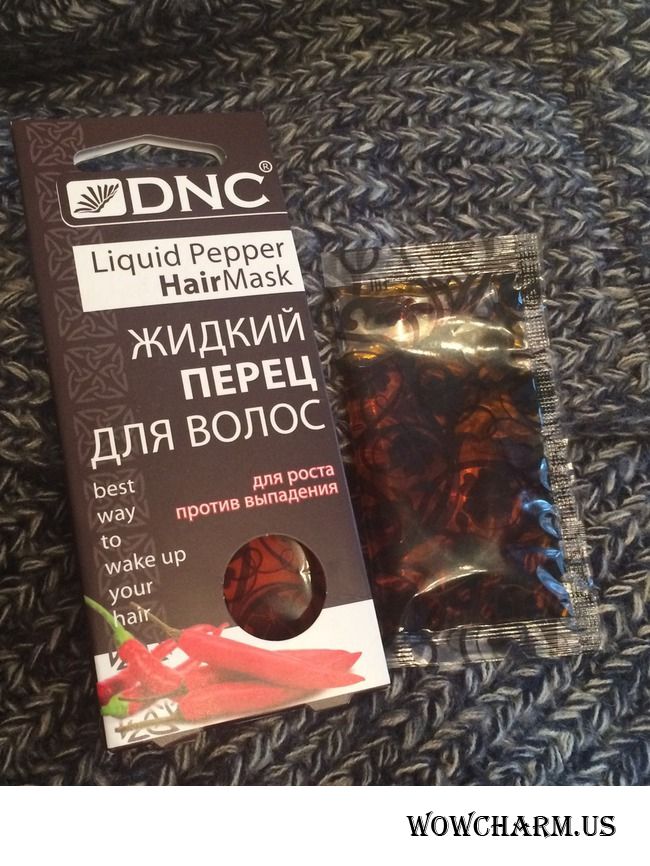 DNC®
Liquid Pepper
HairMask
ЖИДКИЙ
ПЕРЕЦ
ДЛЯ ВОЛОС
для роста
против выпадения
best
way
to
wake up
your
hair
WOWCHARM.US